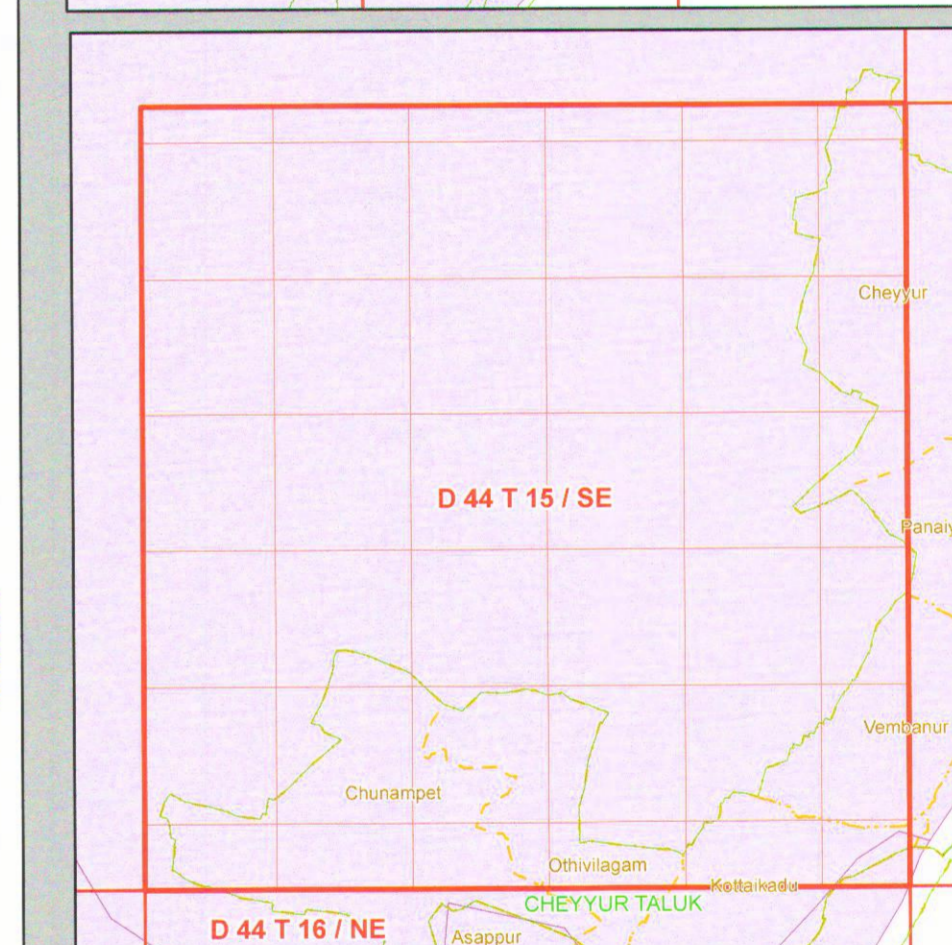 Cheyyur
D 44 T 15 / SE
Panaiy
Vembanur
Chunampet
Othivilagam
Kottaikadu
CHEYYUR TALUK
D 44 T 16 / NE
Asappur